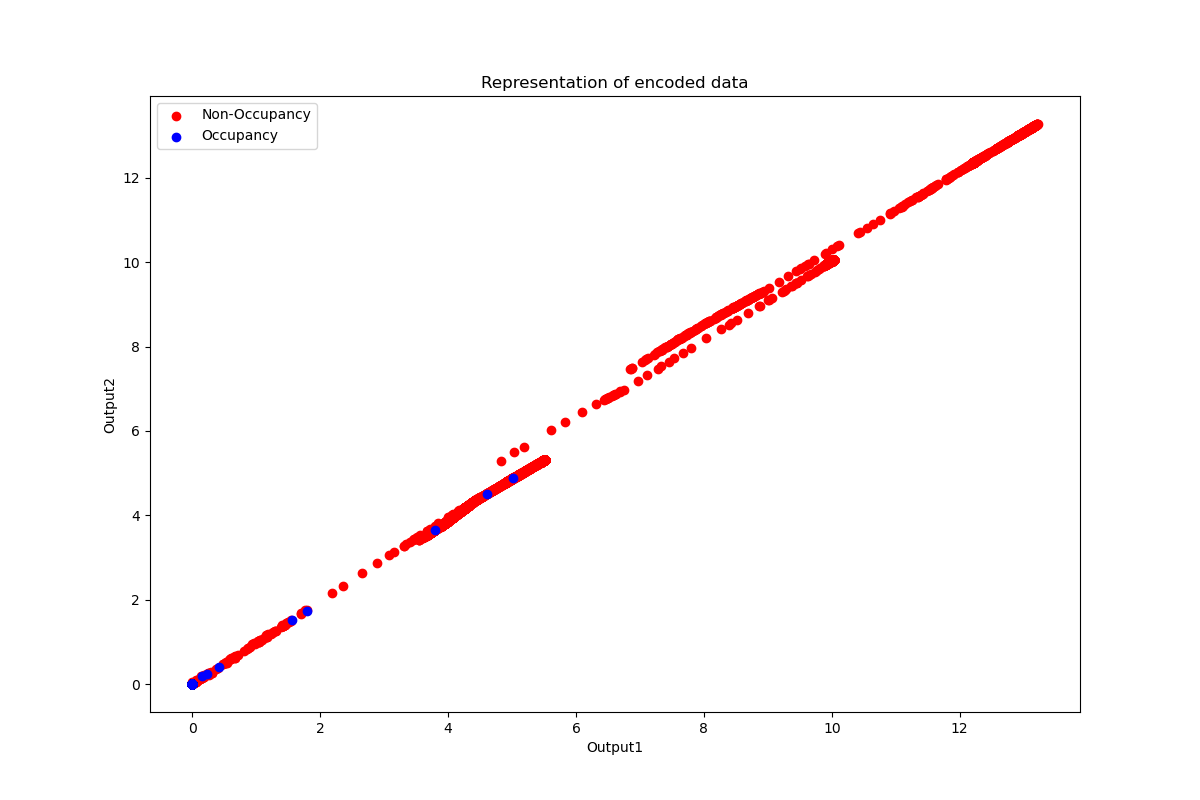 Representation of encoded data
Non-Occupancy
Occupancy
12
10
8
6
4
2
0
Output2
0 2 4 6 8 10 12
Output1